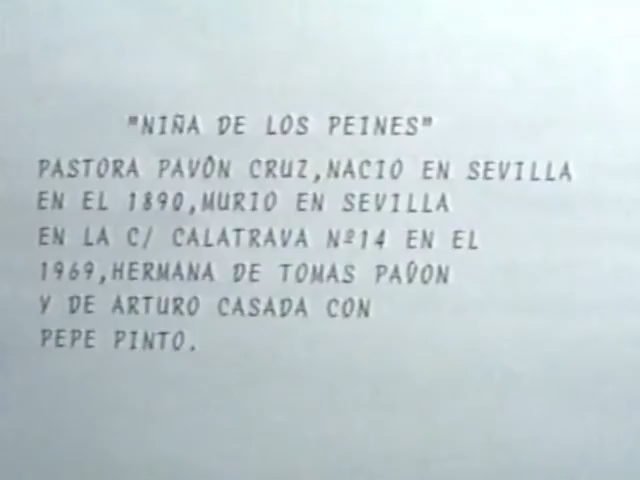 "NIÑA DE LOS PEINES"
PASTORA PAVÓN CRUZ,NACIO EN SEVILLA
EN EL 1890,MURIO EN SEVILLA
EN LA C/ CALATRAVA Nº14 EN EL
1969,HERMANA DE TOMAS PAVON
Y DE ARTURO CASADA CON
PEPE PINTO.